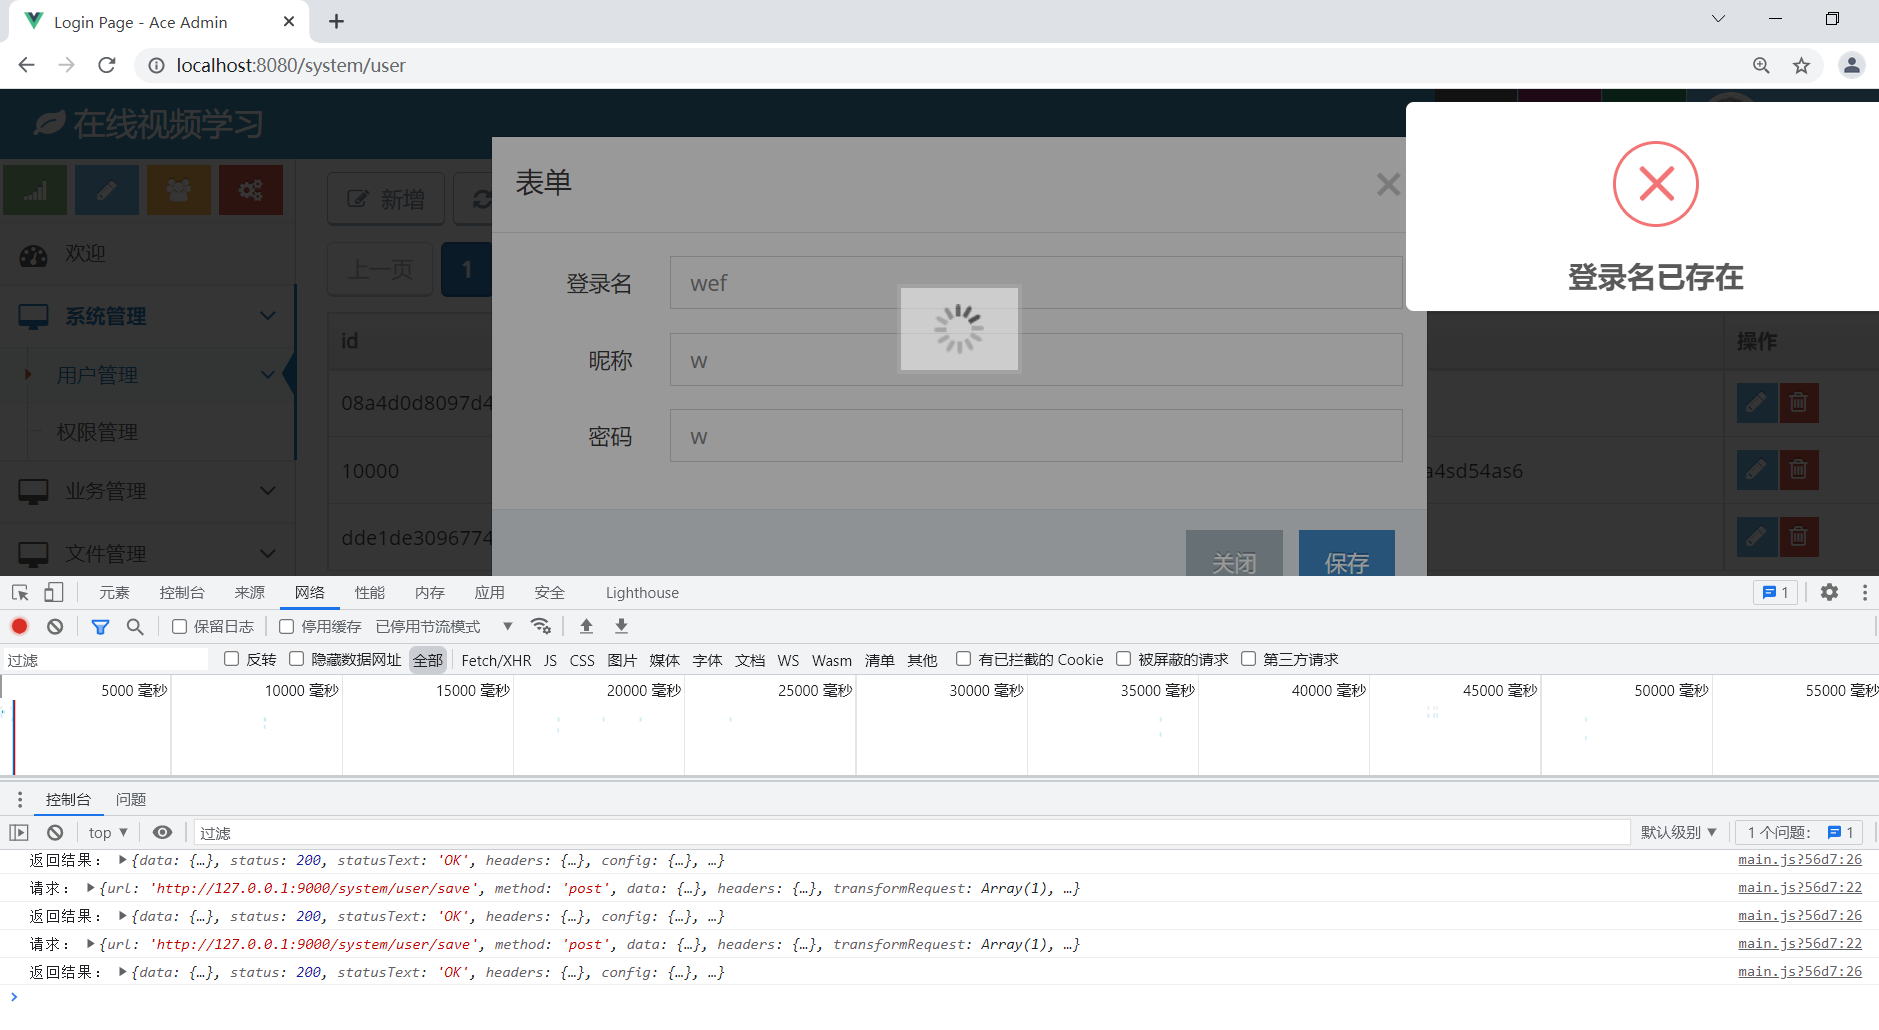 Login Page - Ace Admin
localhost:8080/system/user
在线视频学习
欢迎
系统管理
用户管理
权限管理
业务管理
文件管理
新增
上一页
1
id
操作
08a4d0d8097d4
10000
a4sd54as6
dde1de3096774
表单
登录名 wef
昵称 w
密码 w
关闭 保存
登录名已存在
元素 控制台 来源 网络 性能 内存 应用 安全 Lighthouse 1
保留日志 停用缓存 已停用节流模式
过滤 反转 隐藏数据网址 全部 Fetch/XHR JS CSS 图片 媒体 字体 文档 WS Wasm 清单 其他 有已拦截的 Cookie 被屏蔽的请求 第三方请求
5000 毫秒 10000 毫秒 15000 毫秒 20000 毫秒 25000 毫秒 30000 毫秒 35000 毫秒 40000 毫秒 45000 毫秒 50000 毫秒 55000 毫秒
控制台 问题
top 过滤 默认级别 1 个问题: 1
返回结果: ▶{data: {…}, status: 200, statusText: 'OK', headers: {…}, config: {…}, …} main.js?56d7:26
请求: ▶{url: 'http://127.0.0.1:9000/system/user/save', method: 'post', data: {…}, headers: {…}, transformRequest: Array(1), …} main.js?56d7:22
返回结果: ▶{data: {…}, status: 200, statusText: 'OK', headers: {…}, config: {…}, …} main.js?56d7:26
请求: ▶{url: 'http://127.0.0.1:9000/system/user/save', method: 'post', data: {…}, headers: {…}, transformRequest: Array(1), …} main.js?56d7:22
返回结果: ▶{data: {…}, status: 200, statusText: 'OK', headers: {…}, config: {…}, …} main.js?56d7:26